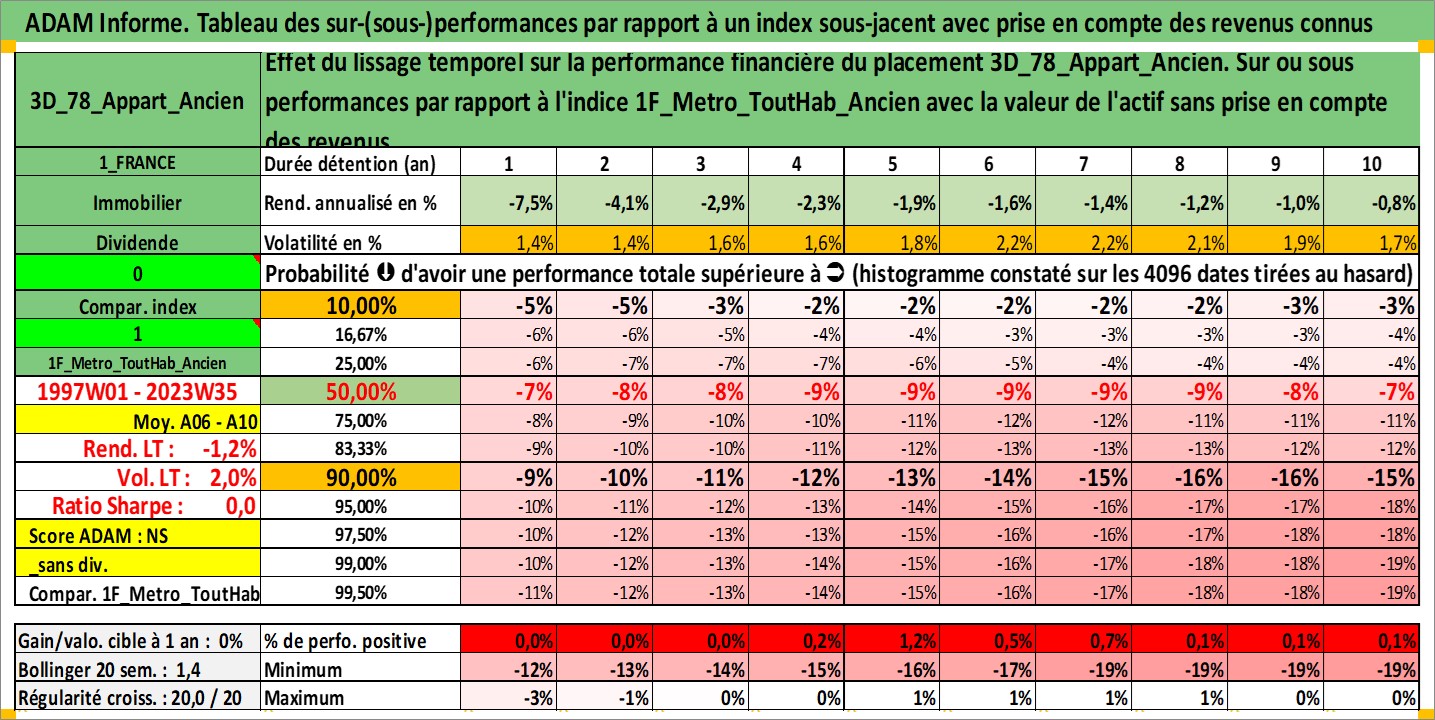 ADAM Informe. Tableau des sur-(sous-)performances par rapport à un index sous-jacent avec prise en compte des revenus connus
3D_78_Appart_Ancien
Effet du lissage temporel sur la performance financière du placement 3D_78_Appart_Ancien. Sur ou sous
performances par rapport à l'indice 1F_Metro_ToutHab_Ancien avec la valeur de l'actif sans prise en compte
des revenus
1_FRANCE Durée détention (an) 1 2 3 4 5 6 7 8 9 10
Immobilier Rend. annualisé en % -7,5% -4,1% -2,9% -2,3% -1,9% -1,6% -1,4% -1,2% -1,0% -0,8%
Dividende Volatilité en % 1,4% 1,4% 1,6% 1,6% 1,8% 2,2% 2,2% 2,1% 1,9% 1,7%
0 Probabilité ⬇ d'avoir une performance totale supérieure à ➲ (histogramme constaté sur les 4096 dates tirées au hasard)
Compar. index 10,00% -5% -5% -3% -2% -2% -2% -2% -2% -3% -3%
1 16,67% -6% -6% -5% -4% -4% -3% -3% -3% -3% -4%
1F_Metro_ToutHab_Ancien 25,00% -6% -7% -7% -7% -6% -5% -4% -4% -4% -4%
1997W01 - 2023W35 50,00% -7% -8% -8% -9% -9% -9% -9% -9% -8% -7%
Moy. A06 - A10 75,00% -8% -9% -10% -10% -11% -12% -12% -11% -11% -11%
Rend. LT : -1,2% 83,33% -9% -10% -10% -11% -12% -13% -13% -13% -12% -12%
Vol. LT : 2,0% 90,00% -9% -10% -11% -12% -13% -14% -15% -16% -16% -15%
Ratio Sharpe : 0,0 95,00% -10% -11% -12% -13% -14% -15% -16% -17% -17% -18%
Score ADAM : NS 97,50% -10% -12% -13% -13% -15% -16% -16% -17% -18% -18%
_sans div. 99,00% -10% -12% -13% -14% -15% -16% -17% -18% -18% -19%
Compar. 1F_Metro_ToutHab 99,50% -11% -12% -13% -14% -15% -16% -17% -18% -18% -19%
Gain/valo. cible à 1 an : 0% % de perfo. positive 0,0% 0,0% 0,0% 0,2% 1,2% 0,5% 0,7% 0,1% 0,1% 0,1%
Bollinger 20 sem. : 1,4 Minimum -12% -13% -14% -15% -16% -17% -19% -19% -19% -19%
Régularité croiss. : 20,0 / 20 Maximum -3% -1% 0% 0% 1% 1% 1% 1% 0% 0%